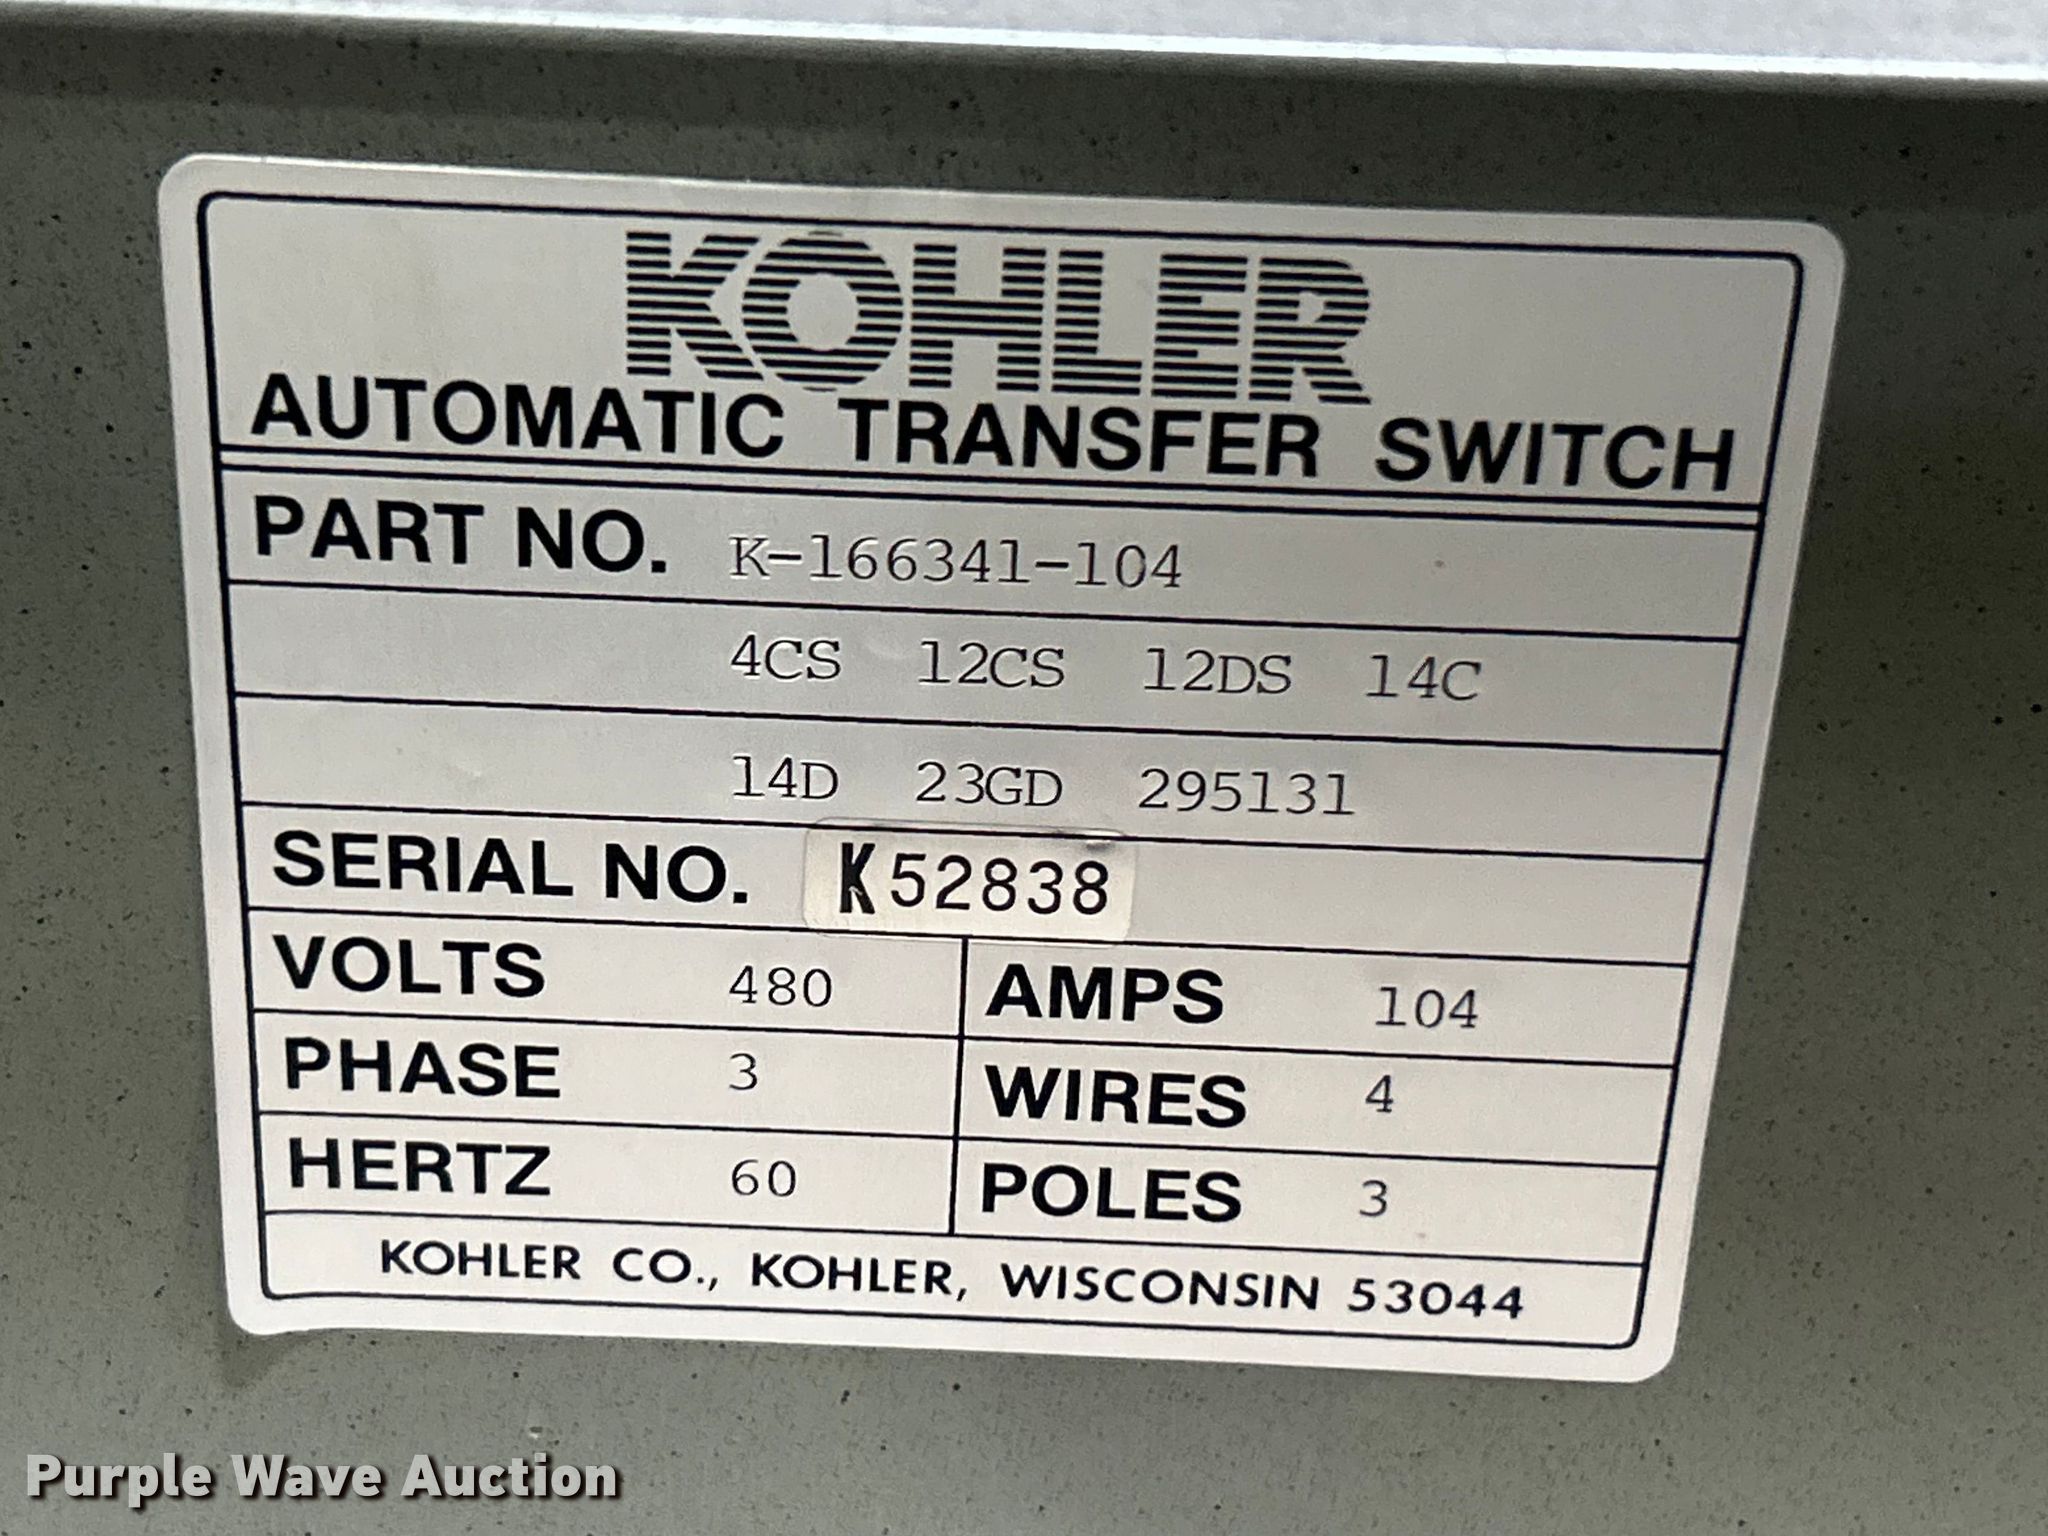 KOHLER
AUTOMATIC TRANSFER SWITCH
PART NO. K-166341-104
4CS 12CS 12DS 14C
14D 23GD 295131
SERIAL NO. K52838
VOLTS 480 AMPS 104
PHASE 3 WIRES 4
HERTZ 60 POLES 3
KOHLER CO., KOHLER, WISCONSIN 53044
Purple Wave Auction